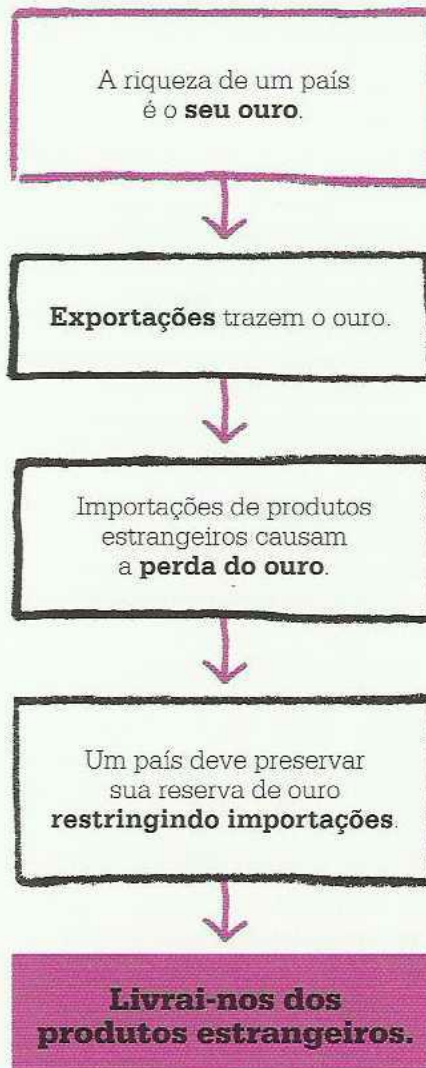 A riqueza de um país
é o seu ouro.
Exportações trazem o ouro.
Importações de produtos
estrangeiros causam
a perda do ouro.
Um país deve preservar
sua reserva de ouro
restringindo importações.
Livrai-nos dos
produtos estrangeiros.